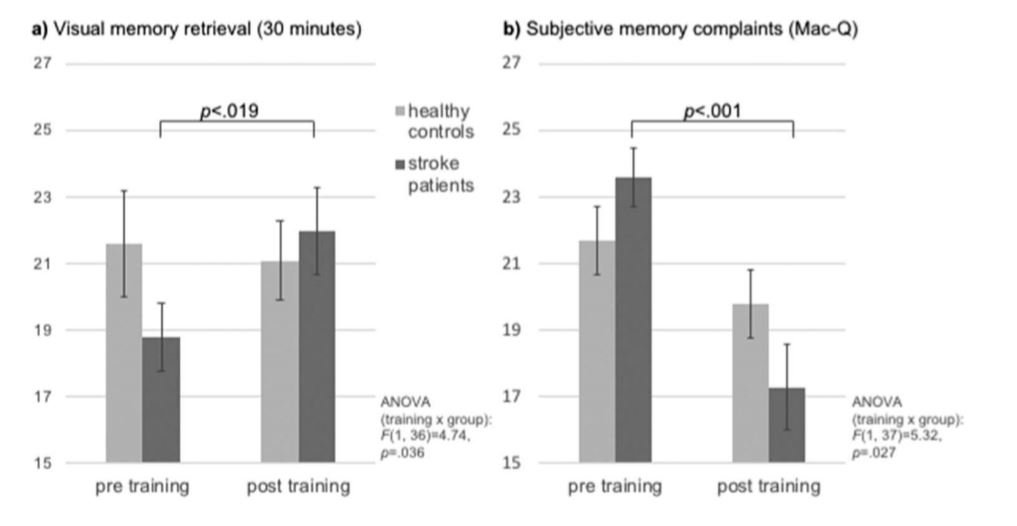 a) Visual memory retrieval (30 minutes)
27
25
23
21
19
17
15
p<.019
healthy
controls
stroke
patients
ANOVA
(training x group):
F(1, 36)=4.74,
p=.036
pre training
post training
b) Subjective memory complaints (Mac-Q)
27
25
23
21
19
17
15
p<.001
ANOVA
(training x group):
F(1, 37)=5.32,
p=.027
pre training
post training